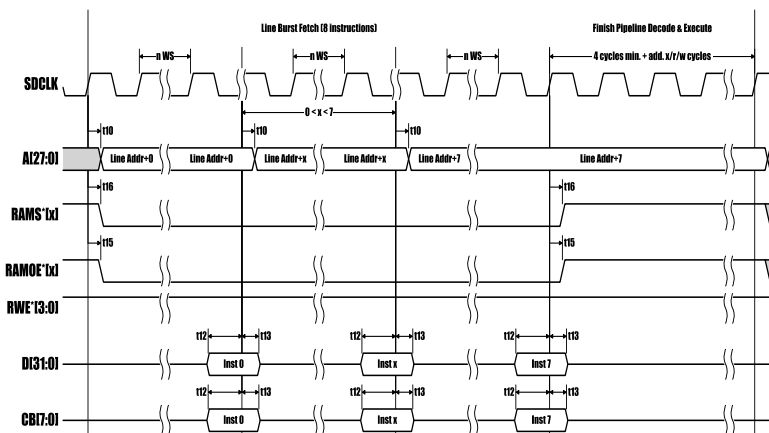 Line Burst Fetch (8 instructions) Finish Pipeline Decode & Execute
n WS n WS n WS 4 cycles min. + add. x/r/w cycles
SDCLK
0 < x < 7
t10 t10 t10
A[27:0] Line Addr+0 Line Addr+0 Line Addr+x Line Addr+x Line Addr+7 Line Addr+7
t16 t16
RAMS*[x]
t15 t15
RAMOE*[x]
RWE*[3:0]
t12 t13 t12 t13 t12 t13
D[31:0] Inst 0 Inst x Inst 7
t12 t13 t12 t13 t12 t13
CB[7:0] Inst 0 Inst x Inst 7